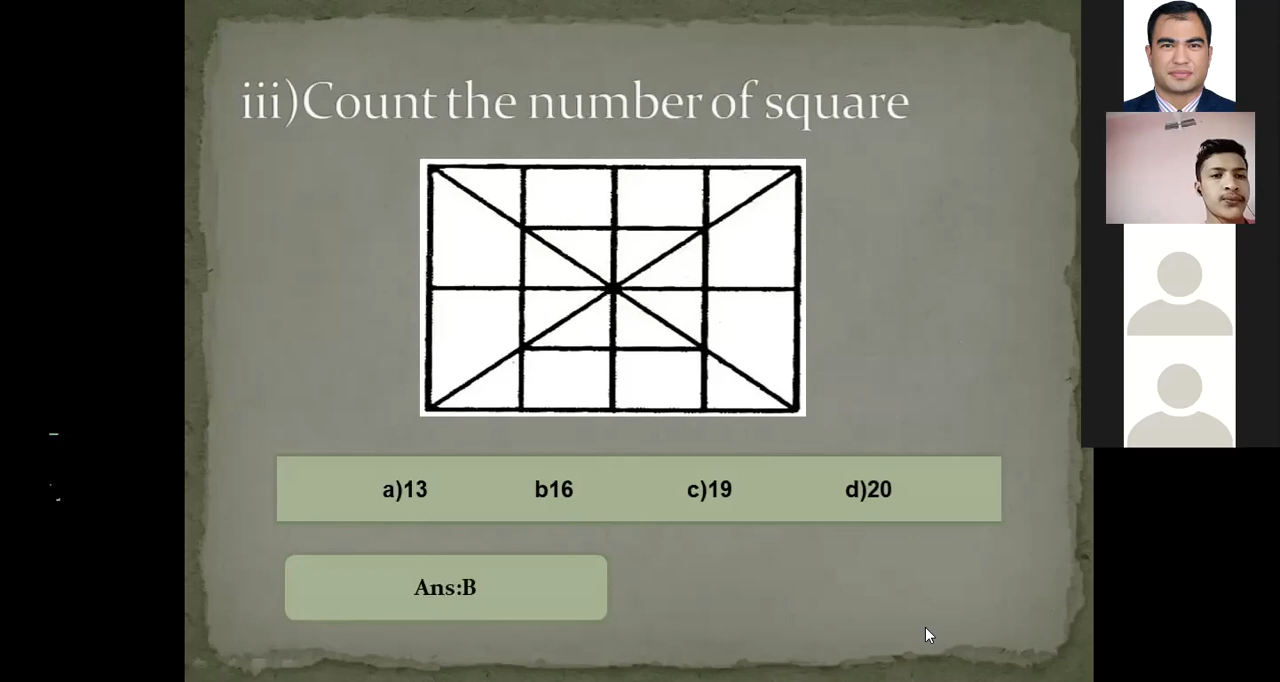 iii)Count the number of square
a)13 b16 c)19 d)20
Ans:B